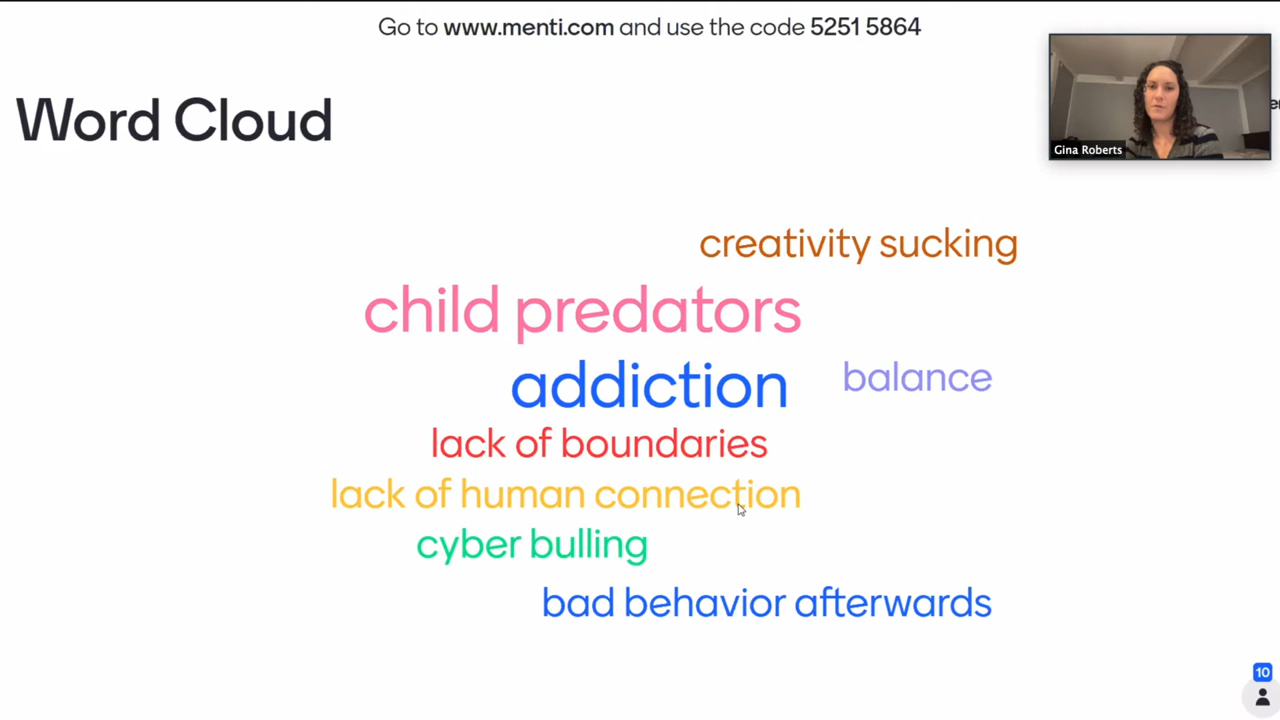 Go to www.menti.com and use the code 5251 5864
Word Cloud
Gina Roberts
creativity sucking
child predators
addiction
balance
lack of boundaries
lack of human connection
cyber bulling
bad behavior afterwards
10